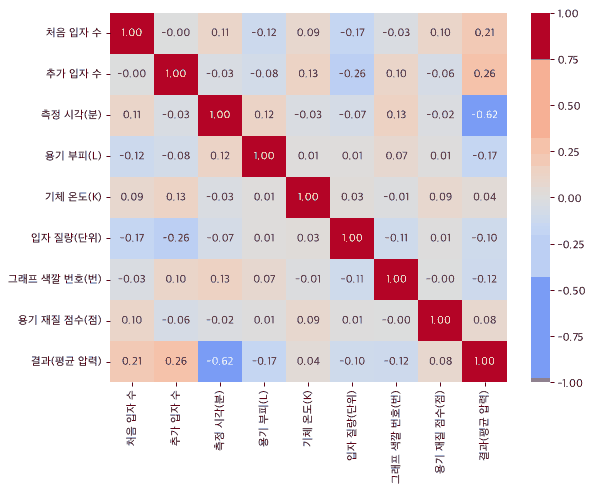 처음 입자 수 1.00 -0.00 0.11 -0.12 0.09 -0.17 -0.03 0.10 0.21
추가 입자 수 -0.00 1.00 -0.03 -0.08 0.13 -0.26 0.10 -0.06 0.26
측정 시각(분) 0.11 -0.03 1.00 0.12 -0.03 -0.07 0.13 -0.02 -0.62
용기 부피(L) -0.12 -0.08 0.12 1.00 0.01 0.01 0.07 0.01 -0.17
기체 온도(K) 0.09 0.13 -0.03 0.01 1.00 0.03 -0.01 0.09 0.04
입자 질량(단위) -0.17 -0.26 -0.07 0.01 0.03 1.00 -0.11 0.01 -0.10
그래프 색깔 번호(번) -0.03 0.10 0.13 0.07 -0.01 -0.11 1.00 -0.00 -0.12
용기 재질 점수(점) 0.10 -0.06 -0.02 0.01 0.09 0.01 -0.00 1.00 0.08
결과(평균 압력) 0.21 0.26 -0.62 -0.17 0.04 -0.10 -0.12 0.08 1.00
처음 입자 수
추가 입자 수
측정 시각(분)
용기 부피(L)
기체 온도(K)
입자 질량(단위)
그래프 색깔 번호(번)
용기 재질 점수(점)
결과(평균 압력)
1.00
0.75
0.50
0.25
0.00
-0.25
-0.50
-0.75
-1.00